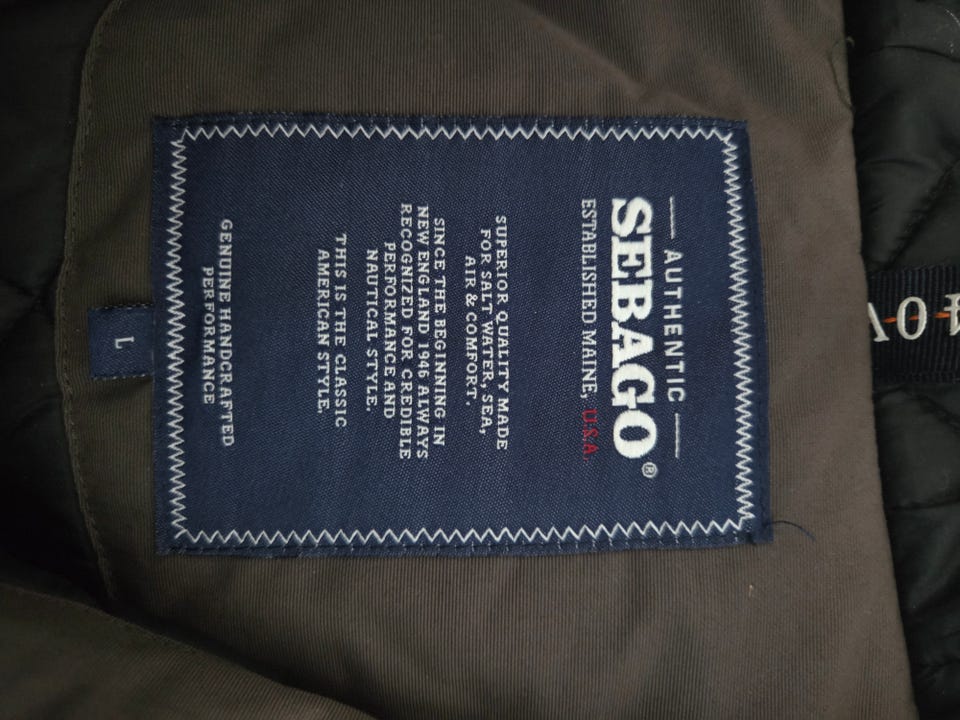 AUTHENTIC
SEBAGO®
ESTABLISHED MAINE, U.S.A.
SUPERIOR QUALITY MADE
FOR SALT WATER, SEA,
AIR & COMFORT.
SINCE THE BEGINNING IN
NEW ENGLAND 1946 ALWAYS
RECOGNIZED FOR CREDIBLE
PERFORMANCE AND
NAUTICAL STYLE.
THIS IS THE CLASSIC
AMERICAN STYLE.
GENUINE HANDCRAFTED
PERFORMANCE
L